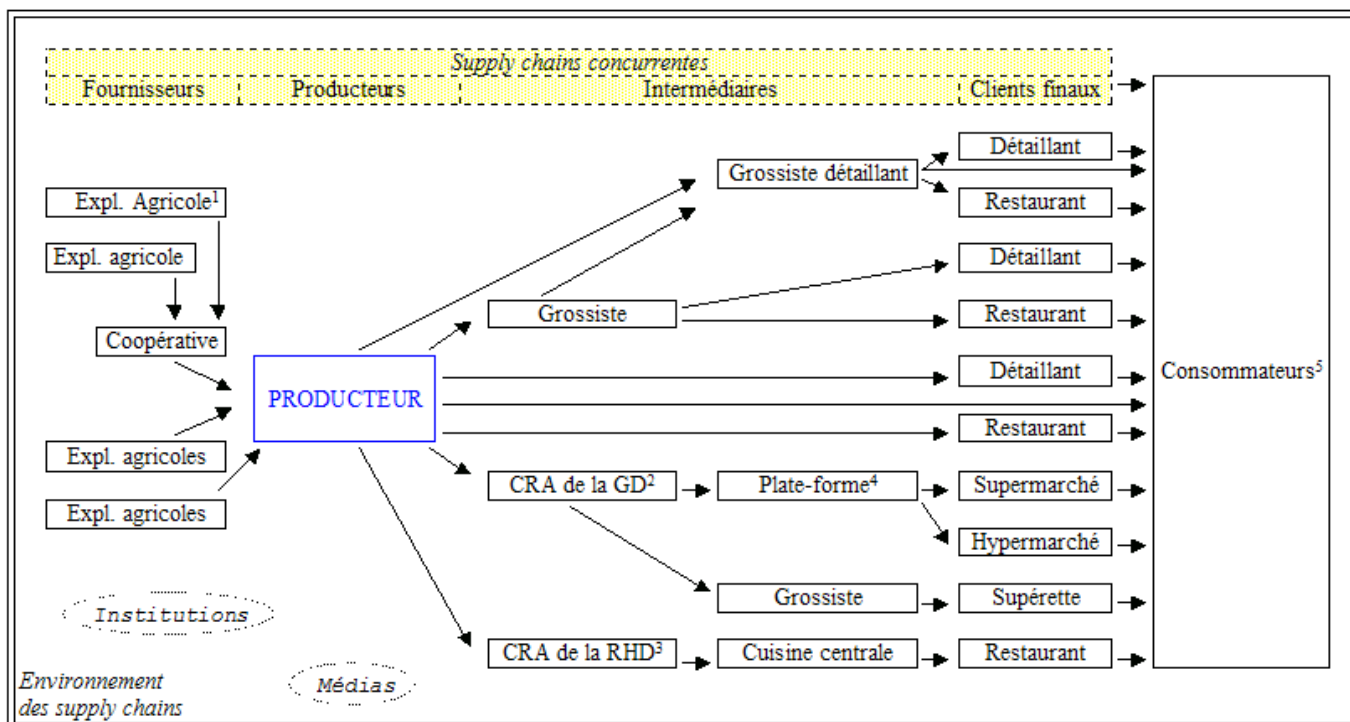 Supply chains concurrentes
Fournisseurs
Producteurs
Intermédiaires
Clients finaux
Détaillant
Grossiste détaillant
Expl. Agricole¹
Restaurant
Expl. agricole
Détaillant
Grossiste
Restaurant
Coopérative
Détaillant
Consommateurs⁵
PRODUCTEUR
Restaurant
Expl. agricoles
CRA de la GD²
Plate-forme⁴
Supermarché
Expl. agricoles
Hypermarché
Grossiste
Supérette
Institutions
CRA de la RHD³
Cuisine centrale
Restaurant
Médias
Environnement
des supply chains